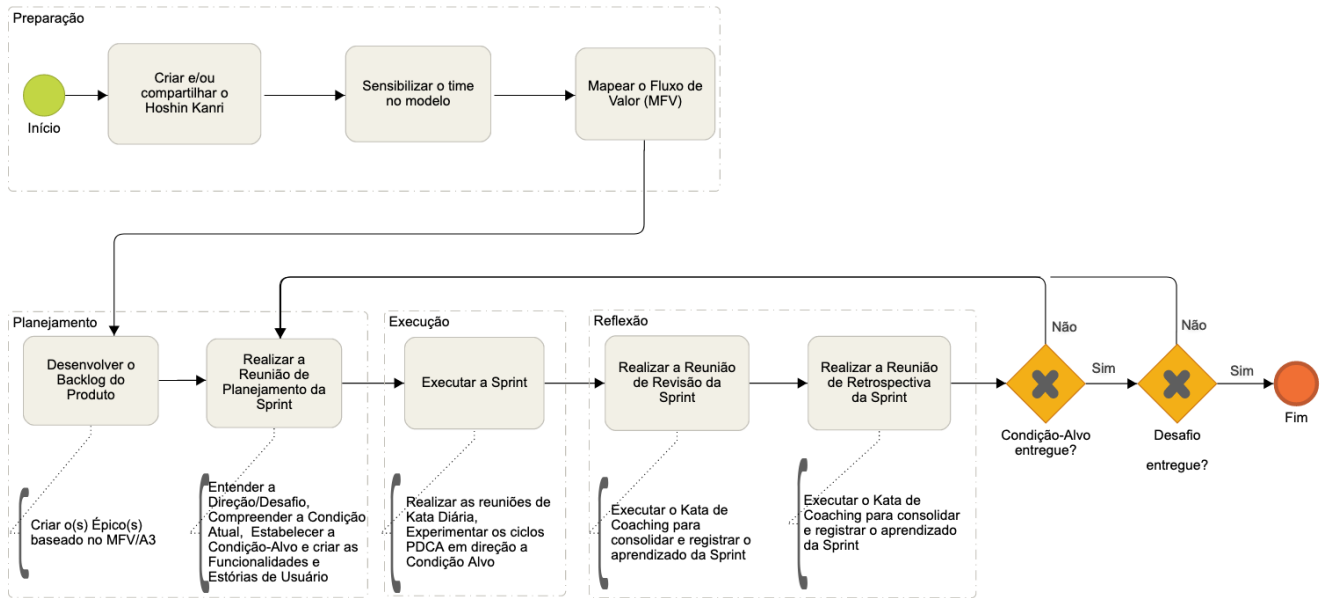 Preparação
Início
Criar e/ou
compartilhar o
Hoshin Kanri
Sensibilizar o time
no modelo
Mapear o Fluxo de
Valor (MFV)
Planejamento
Desenvolver o
Backlog do
Produto
Realizar a
Reunião de
Planejamento da
Sprint
Execução
Executar a Sprint
Reflexão
Realizar a Reunião
de Revisão da
Sprint
Realizar a Reunião
de Retrospectiva
da Sprint
Não
Sim
Condição-Alvo
entregue?
Não
Sim
Desafio
entregue?
Fim
Criar o(s) Épico(s)
baseado no MFV/A3
Entender a
Direção/Desafio,
Compreender a Condição
Atual, Estabelecer a
Condição-Alvo e criar as
Funcionalidades e
Estórias de Usuário
Realizar as reuniões de
Kata Diária,
Experimentar os ciclos
PDCA em direção a
Condição Alvo
Executar o Kata de
Coaching para
consolidar e registrar o
aprendizado da Sprint
Executar o Kata de
Coaching para consolidar
e registrar o aprendizado
da Sprint